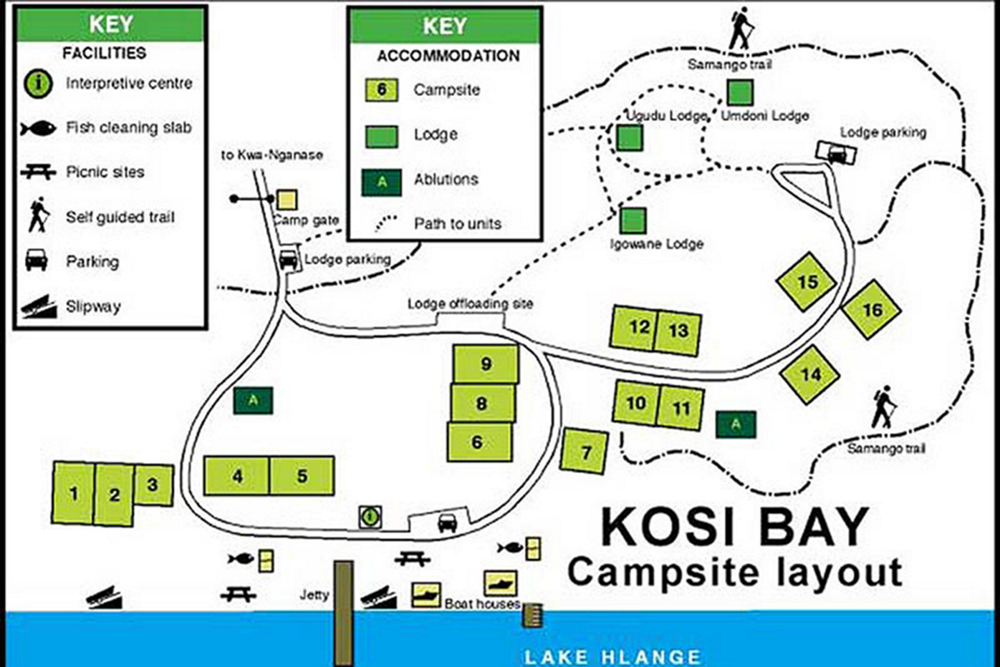 KEY
FACILITIES
i
Interpretive centre
Fish cleaning slab
Picnic sites
Self guided trail
Parking
Slipway
KEY
ACCOMMODATION
6
Campsite
Lodge
A
Ablutions
Path to units
Samango trail
Ugudu Lodge
Umdoni Lodge
Lodge parking
to Kwa-Nganase
Camp gate
Igowane Lodge
Lodge parking
Lodge offloading site
15
16
12
13
14
9
8
6
10
11
7
A
A
Samango trail
1
2
3
4
5
i
KOSI BAY
Campsite layout
Jetty
Boat houses
LAKE HLANGE